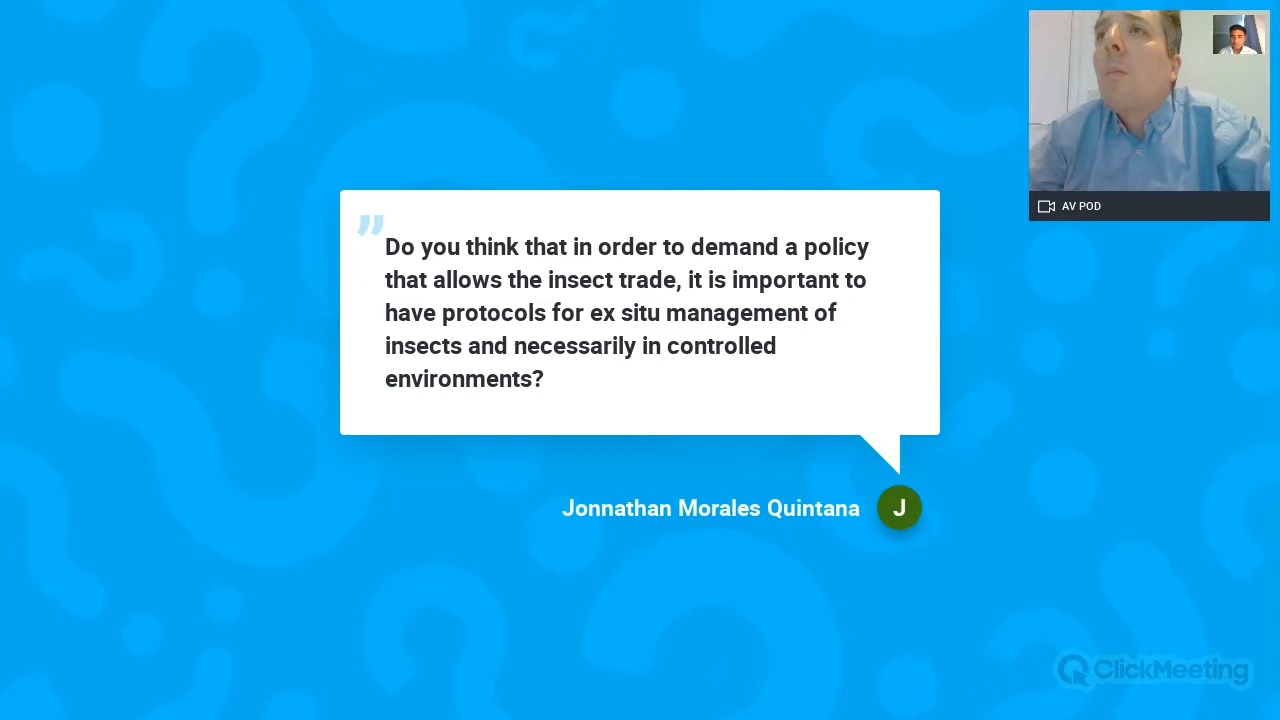 AV POD
”
Do you think that in order to demand a policy
that allows the insect trade, it is important to
have protocols for ex situ management of
insects and necessarily in controlled
environments?
Jonnathan Morales Quintana
J
ClickMeeting